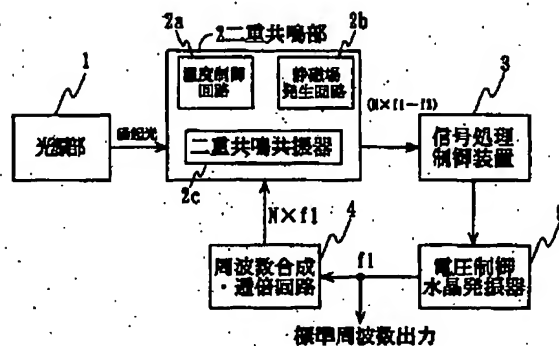 1
光源部
励起光
2二重共鳴部
2a
温度制御
回路
2b
静磁場
発生回路
二重共鳴共振器
2c
(N×f1−f2)
3
信号処理
制御装置
N×f1
4
周波数合成
・逓倍回路
f1
5
電圧制御
水晶発振器
標準周波数出力